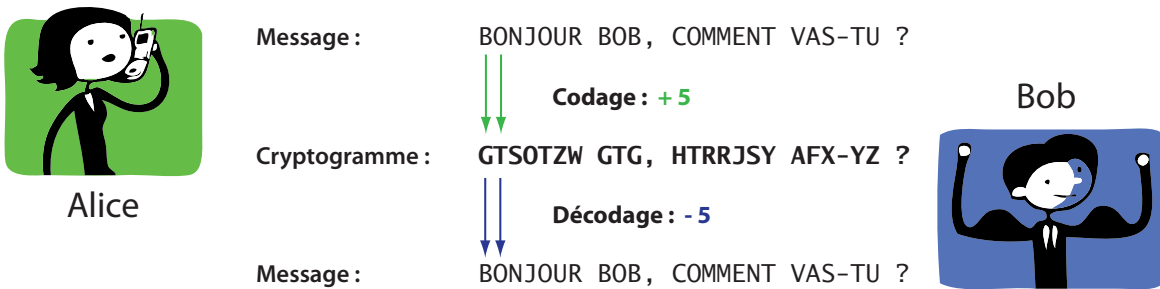 Message : BONJOUR BOB, COMMENT VAS-TU ?
Codage : + 5
Bob
Cryptogramme : GTSOTZW GTG, HTRRJSY AFX-YZ ?
Alice
Décodage : - 5
Message : BONJOUR BOB, COMMENT VAS-TU ?